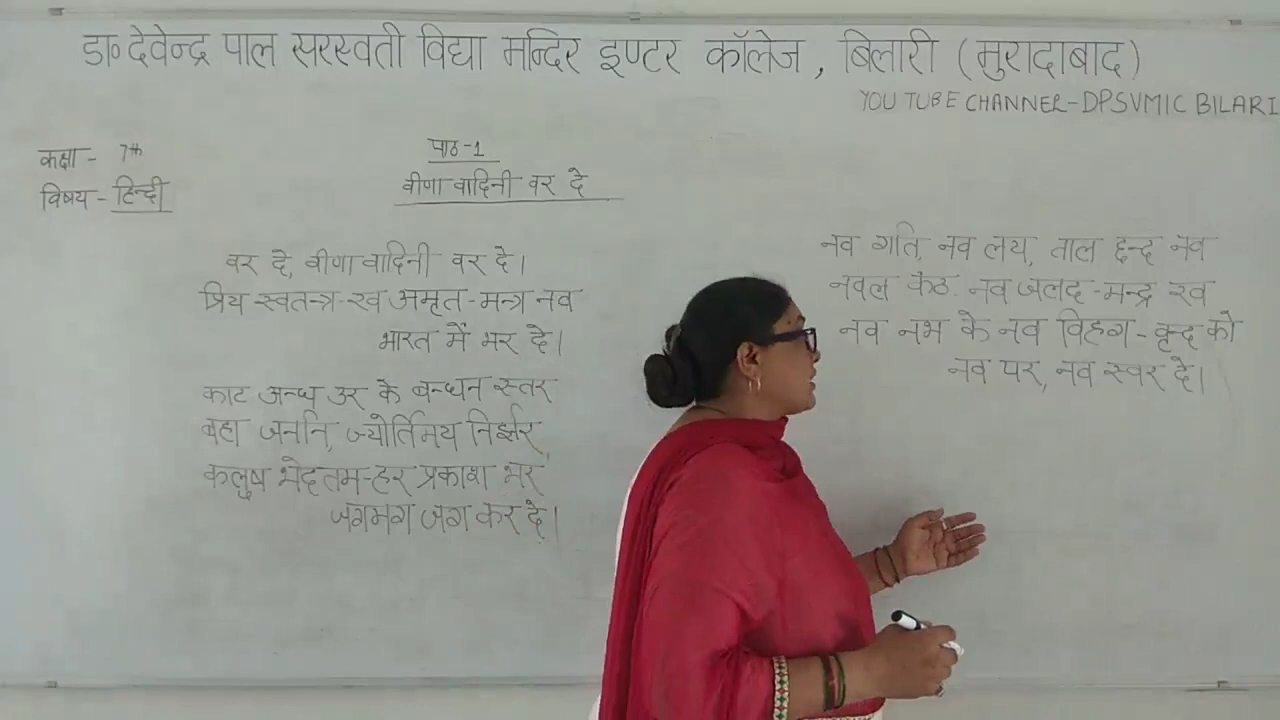 डा॰ देवेन्द्र पाल सरस्वती विद्या मन्दिर इण्टर कॉलेज, बिलारी (मुरादाबाद)
YOU TUBE CHANNER-DPSVMIC BILARI
कक्षा - 7th
विषय - हिन्दी
पाठ-1
वीणा वादिनी वर दे
वर दे, वीणा वादिनी वर दे।
प्रिय स्वतन्त्र-रव अमृत-मन्त्र नव
भारत में भर दे।
काट अन्ध उर के बन्धन स्तर
बहा जननि, ज्योर्तिमय निर्झर
कलुष भेद तम-हर प्रकाश भर
जगमग जग कर दे।
नव गति, नव लय, ताल छन्द नव
नवल कंठ. नव जलद-मन्द्र रव
नव नभ के नव विहग-वृन्द को
नव पर, नव स्वर दे।